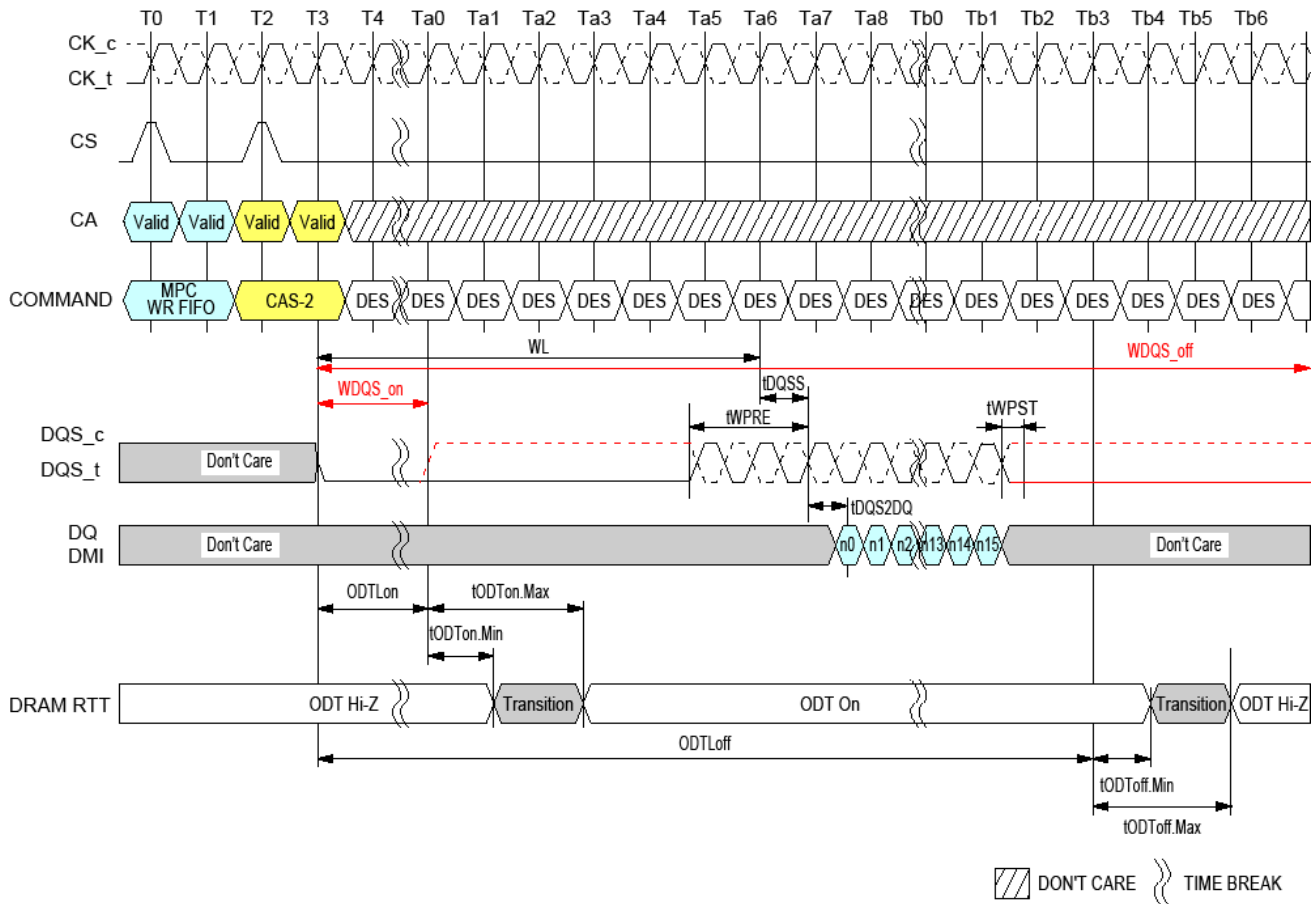 T0 T1 T2 T3 T4 Ta0 Ta1 Ta2 Ta3 Ta4 Ta5 Ta6 Ta7 Ta8 Tb0 Tb1 Tb2 Tb3 Tb4 Tb5 Tb6
CK_c
CK_t
CS
CA Valid Valid Valid Valid
COMMAND MPC WR FIFO CAS-2 DES DES DES DES DES DES DES DES DES DES DES DES DES DES DES DES DES
WL
WDQS_off
WDQS_on
tDQSS
tWPRE
tWPST
DQS_c
DQS_t
Don't Care
tDQS2DQ
DQ
DMI
Don't Care n0 n1 n2 n13 n14 n15 Don't Care
ODTLon
tODTon.Max
tODTon.Min
DRAM RTT ODT Hi-Z Transition ODT On Transition ODT Hi-Z
ODTLoff
tODToff.Min
tODToff.Max
DON'T CARE TIME BREAK